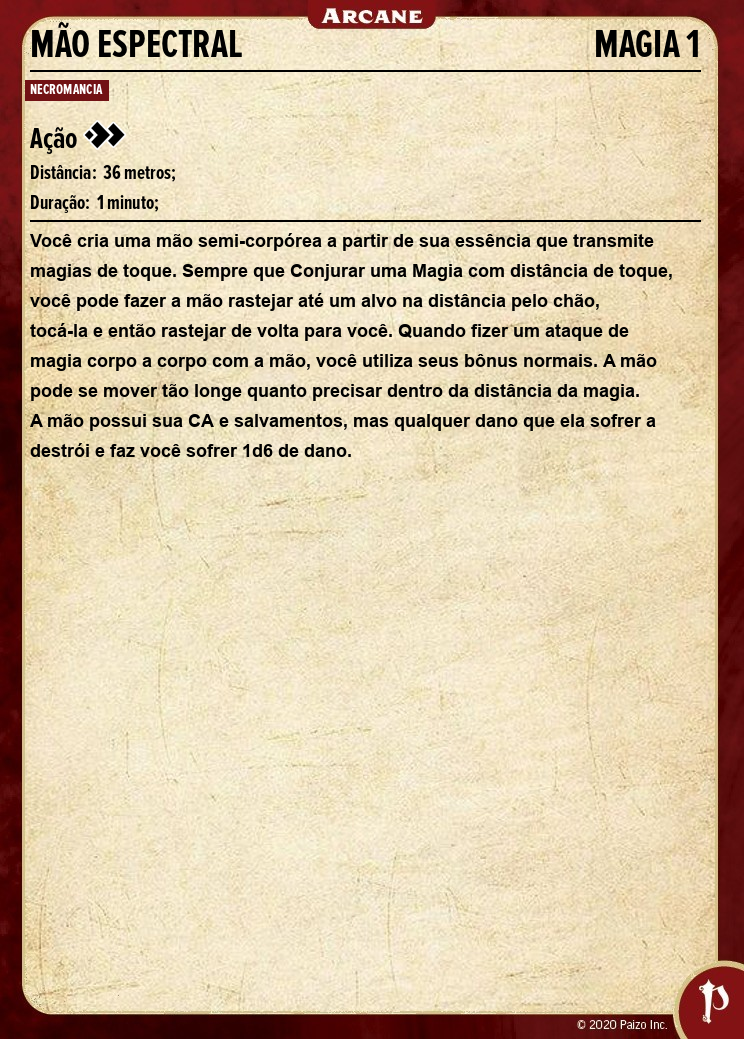 ARCANE
MÃO ESPECTRAL MAGIA 1
NECROMANCIA
Ação
Distância: 36 metros;
Duração: 1 minuto;
Você cria uma mão semi-corpórea a partir de sua essência que transmite
magias de toque. Sempre que Conjurar uma Magia com distância de toque,
você pode fazer a mão rastejar até um alvo na distância pelo chão,
tocá-la e então rastejar de volta para você. Quando fizer um ataque de
magia corpo a corpo com a mão, você utiliza seus bônus normais. A mão
pode se mover tão longe quanto precisar dentro da distância da magia.
A mão possui sua CA e salvamentos, mas qualquer dano que ela sofrer a
destrói e faz você sofrer 1d6 de dano.
© 2020 Paizo Inc.
P